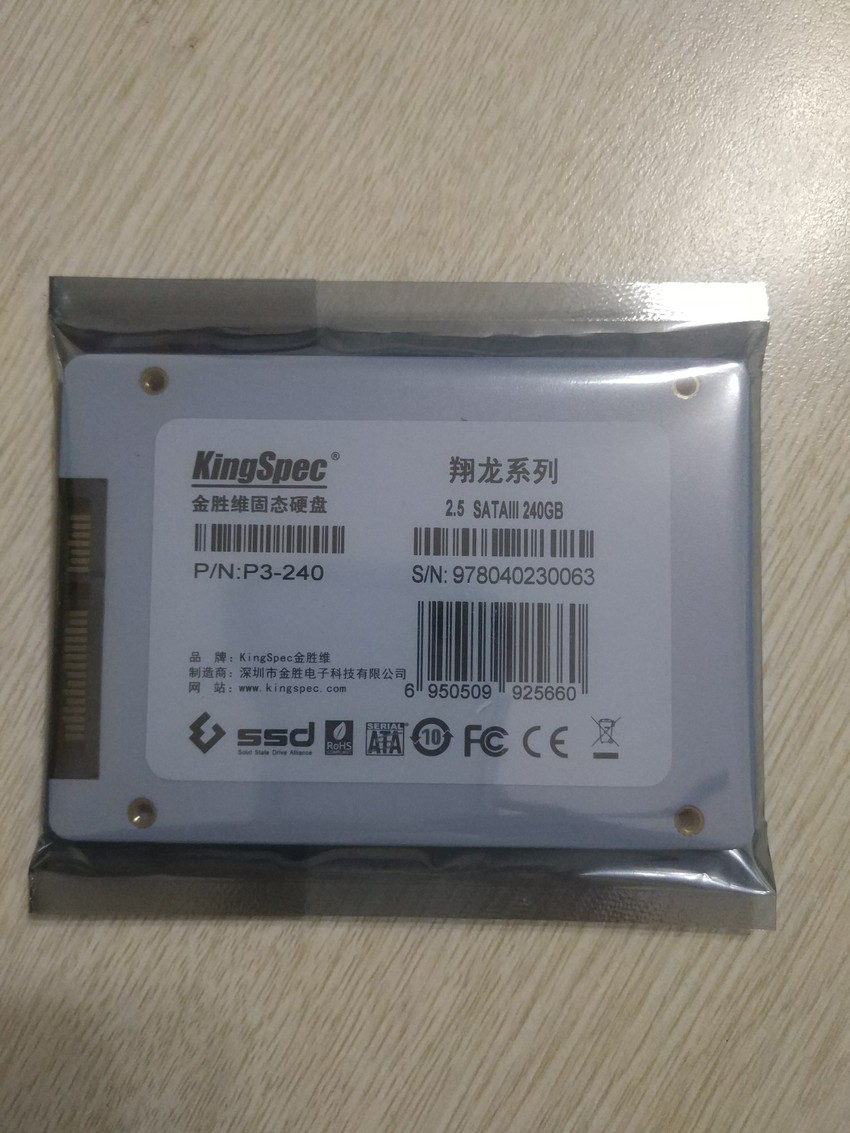 KingSpec®
金胜维固态硬盘
P/N:P3-240
翔龙系列
2.5 SATAIII 240GB
S/N: 978040230063
6 950509 925660
品 牌: KingSpec金胜维
制造商: 深圳市金胜电子科技有限公司
网 站: www.kingspec.com
ssd
Solid State Drive Alliance
RoHS
SERIAL
ATA
10
FC
CE